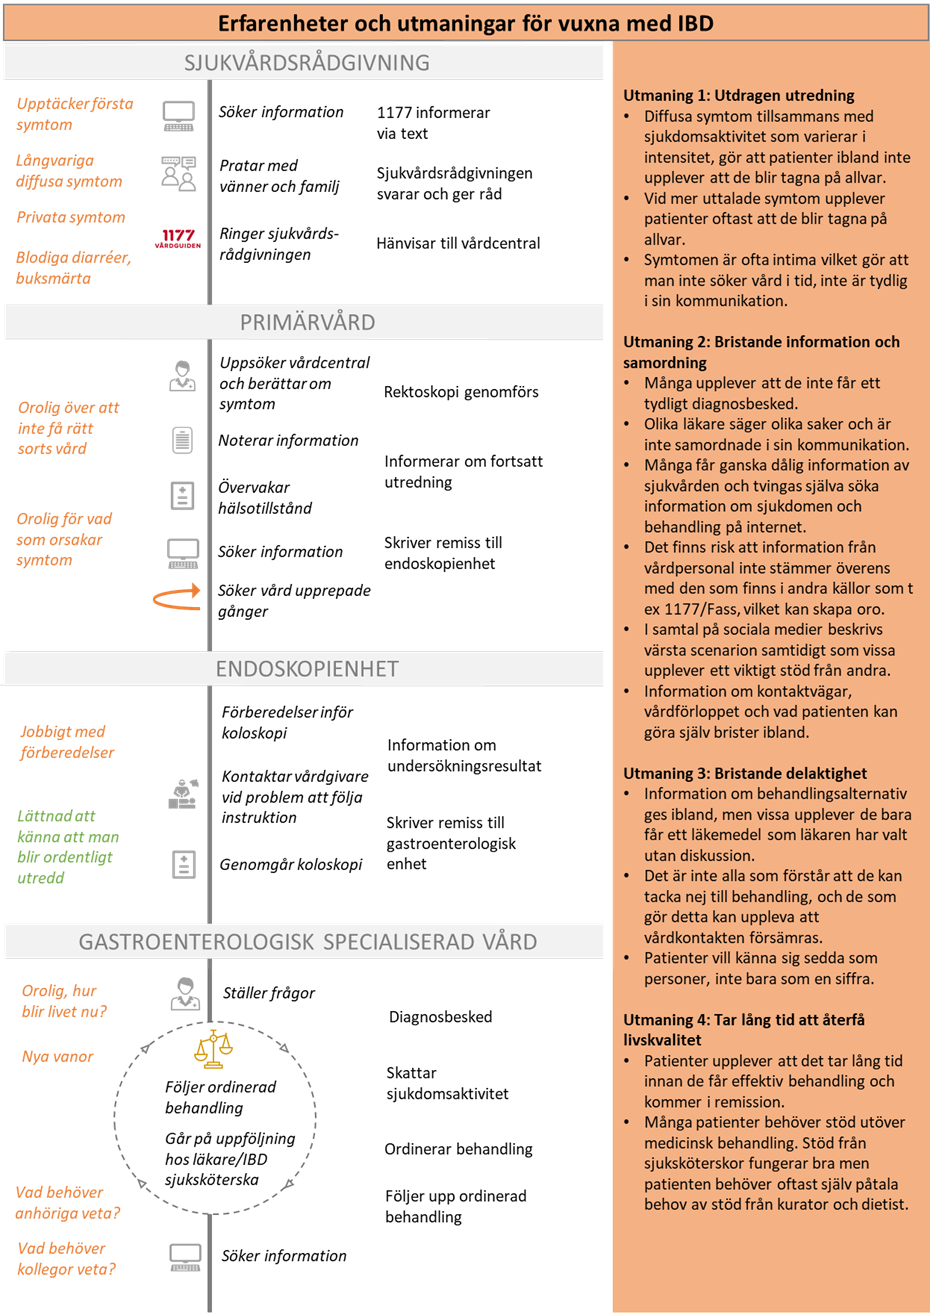 Erfarenheter och utmaningar för vuxna med IBD
SJUKVÅRDSRÅDGIVNING
Upptäcker första
symtom
Söker information
1177 informerar
via text
Långvariga
diffusa symtom
Pratar med
vänner och familj
Sjukvårdsrådgivningen
svarar och ger råd
Privata symtom
1177
VÅRDGUIDEN
Ringer sjukvårds-
rådgivningen
Hänvisar till vårdcentral
Blodiga diarréer,
buksmärta
PRIMÄRVÅRD
Uppsöker vårdcentral
och berättar om
symtom
Rektoskopi genomförs
Orolig över att
inte få rätt
sorts vård
Noterar information
Informerar om fortsatt
utredning
Övervakar
hälsotillstånd
Orolig för vad
som orsakar
symtom
Söker information
Skriver remiss till
endoskopienhet
Söker vård upprepade
gånger
ENDOSKOPIENHET
Förberedelser inför
koloskopi
Jobbigt med
förberedelser
Information om
undersökningsresultat
Kontaktar vårdgivare
vid problem att följa
instruktion
Lättnad att
känna att man
blir ordentligt
utredd
Skriver remiss till
gastroenterologisk
enhet
Genomgår koloskopi
GASTROENTEROLOGISK SPECIALISERAD VÅRD
Orolig, hur
blir livet nu?
Ställer frågor
Diagnosbesked
Nya vanor
Följer ordinerad
behandling
Skattar
sjukdomsaktivitet
Går på uppföljning
hos läkare/IBD
sjuksköterska
Ordinerar behandling
Vad behöver
anhöriga veta?
Följer upp ordinerad
behandling
Vad behöver
kollegor veta?
Söker information
Utmaning 1: Utdragen utredning
• Diffusa symtom tillsammans med
sjukdomsaktivitet som varierar i
intensitet, gör att patienter ibland inte
upplever att de blir tagna på allvar.
• Vid mer uttalade symtom upplever
patienter oftast att de blir tagna på
allvar.
• Symtomen är ofta intima vilket gör att
man inte söker vård i tid, inte är tydlig
i sin kommunikation.
Utmaning 2: Bristande information och
samordning
• Många upplever att de inte får ett
tydligt diagnosbesked.
• Olika läkare säger olika saker och är
inte samordnade i sin kommunikation.
• Många får ganska dålig information av
sjukvården och tvingas själva söka
information om sjukdomen och
behandling på internet.
• Det finns risk att information från
vårdpersonal inte stämmer överens
med den som finns i andra källor som t
ex 1177/Fass, vilket kan skapa oro.
• I samtal på sociala medier beskrivs
värsta scenarion samtidigt som vissa
upplever ett viktigt stöd från andra.
• Information om kontaktvägar,
vårdförloppet och vad patienten kan
göra själv brister ibland.
Utmaning 3: Bristande delaktighet
• Information om behandlingsalternativ
ges ibland, men vissa upplever de bara
får ett läkemedel som läkaren har valt
utan diskussion.
• Det är inte alla som förstår att de kan
tacka nej till behandling, och de som
gör detta kan uppleva att
vårdkontakten försämras.
• Patienter vill känna sig sedda som
personer, inte bara som en siffra.
Utmaning 4: Tar lång tid att återfå
livskvalitet
• Patienter upplever att det tar lång tid
innan de får effektiv behandling och
kommer i remission.
• Många patienter behöver stöd utöver
medicinsk behandling. Stöd från
sjuksköterskor fungerar bra men
patienten behöver oftast själv påtala
behov av stöd från kurator och dietist.